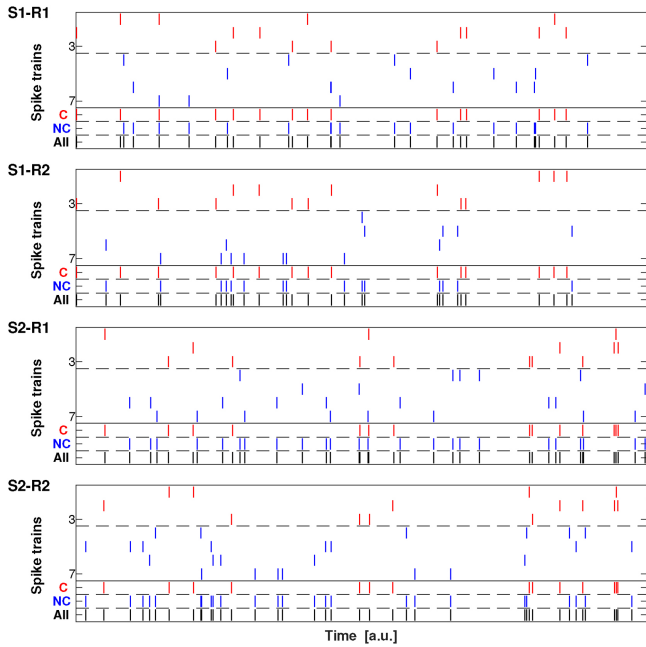 S1-R1
Spike trains
3
7
C
NC
All
S1-R2
Spike trains
3
7
C
NC
All
S2-R1
Spike trains
3
7
C
NC
All
S2-R2
Spike trains
3
7
C
NC
All
Time [a.u.]